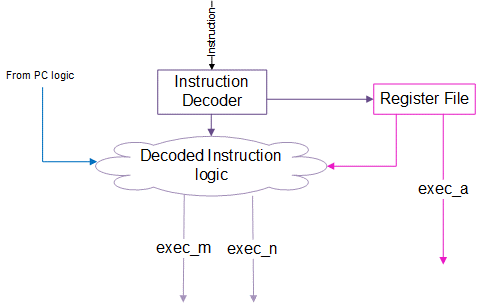 Instruction
From PC logic
Instruction
Decoder
Register File
Decoded Instruction
logic
exec_a
exec_m
exec_n